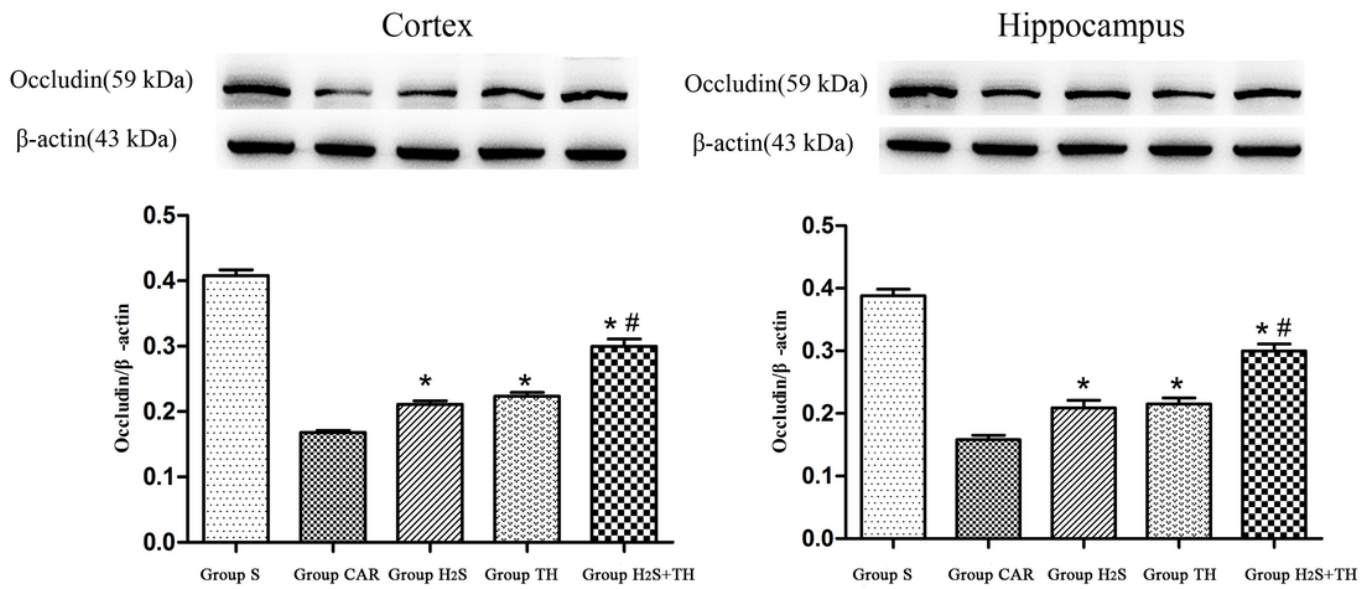 Cortex
Occludin(59 kDa)
β-actin(43 kDa)
Occludin/β -actin
0.5
0.4
0.3
0.2
0.1
0.0
*
*
* #
Group S Group CAR Group H2S Group TH Group H2S+TH
Hippocampus
Occludin(59 kDa)
β-actin(43 kDa)
Occludin/β -actin
0.5
0.4
0.3
0.2
0.1
0.0
*
*
* #
Group S Group CAR Group H2S Group TH Group H2S+TH